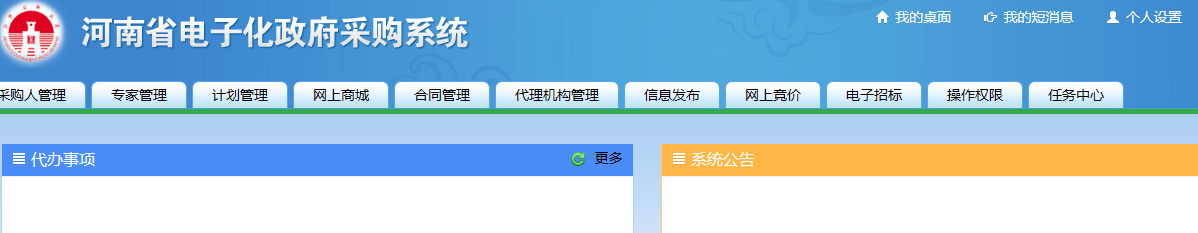 河南省电子化政府采购系统
我的桌面 我的短消息 个人设置
采购人管理 专家管理 计划管理 网上商城 合同管理 代理机构管理 信息发布 网上竞价 电子招标 操作权限 任务中心
代办事项 更多 系统公告